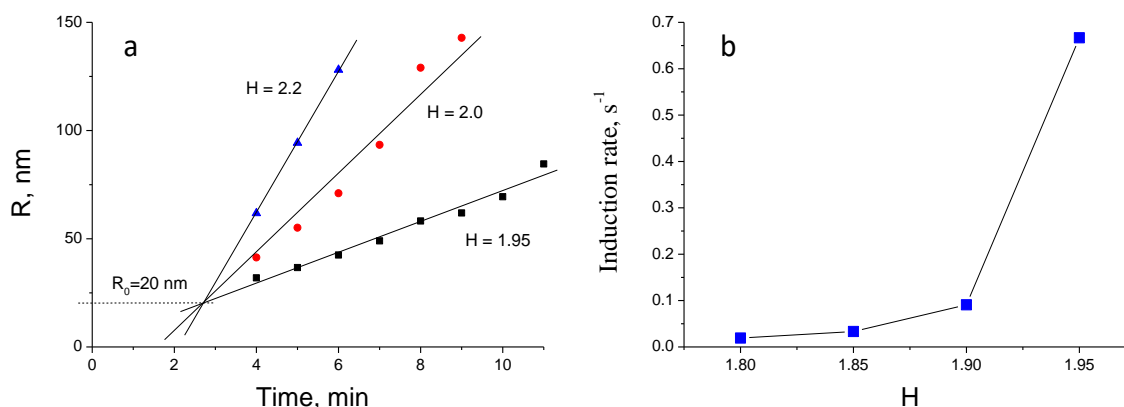 a
150
100
50
0
R, nm
H = 2.2
H = 2.0
H = 1.95
R₀=20 nm
0 2 4 6 8 10
Time, min
b
0.7
0.6
0.5
0.4
0.3
0.2
0.1
0.0
Induction rate, s⁻¹
1.80 1.85 1.90 1.95
H